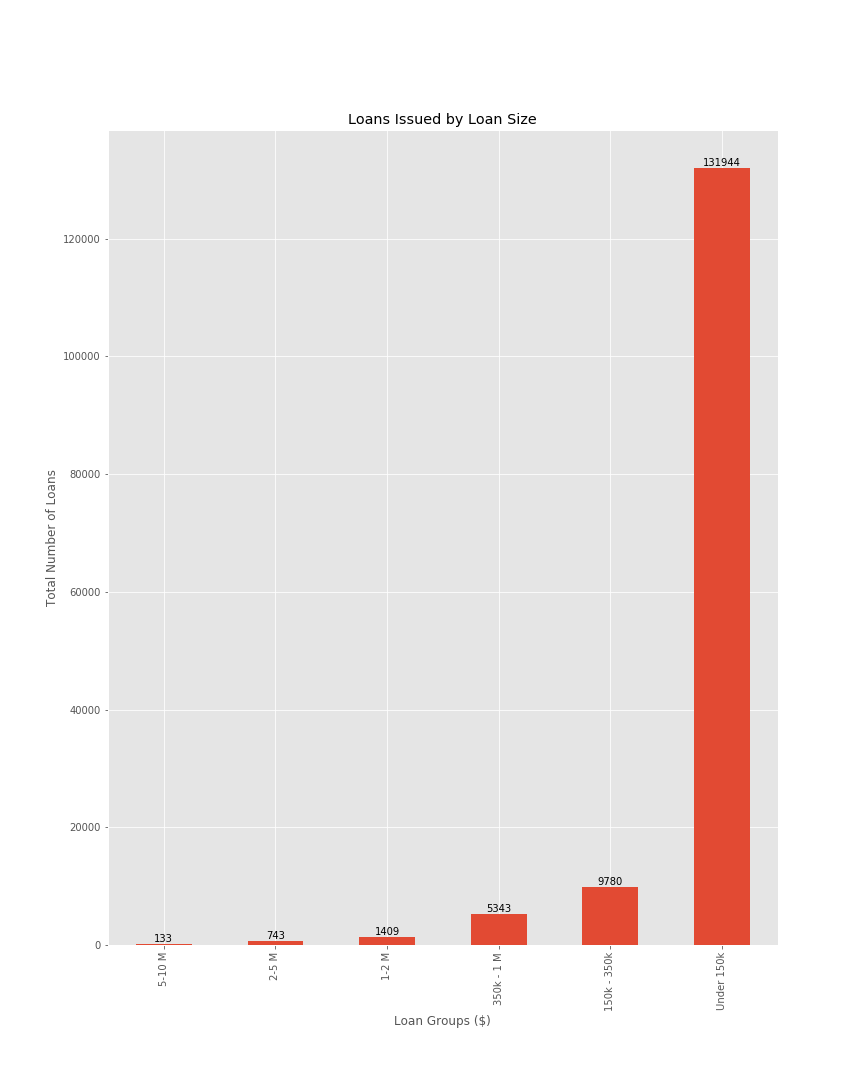 Loans Issued by Loan Size
Total Number of Loans
120000
100000
80000
60000
40000
20000
0
133
743
1409
5343
9780
131944
5-10 M
2-5 M
1-2 M
350k - 1 M
150k - 350k
Under 150k
Loan Groups ($)